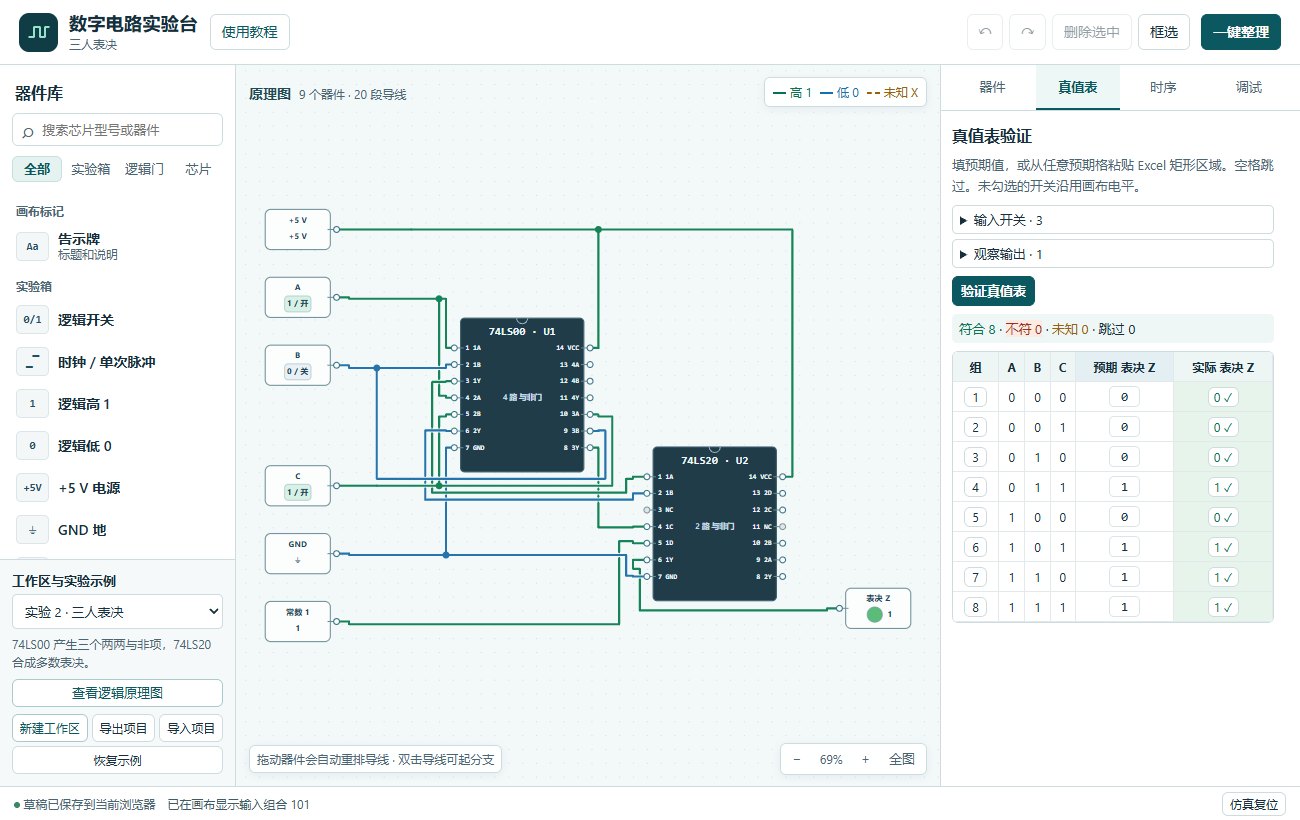 数字电路实验台
三人表决
使用教程
删除选中
框选
一键整理
器件库
搜索芯片型号或器件
全部 实验箱 逻辑门 芯片
画布标记
Aa 告示牌
标题和说明
实验箱
0/1 逻辑开关
时钟 / 单次脉冲
1 逻辑高 1
0 逻辑低 0
+5V +5 V 电源
GND 地
工作区与实验示例
实验 2 · 三人表决
74LS00 产生三个两两与非项，74LS20
合成多数表决。
查看逻辑原理图
新建工作区 导出项目 导入项目
恢复示例
原理图 9 个器件 · 20 段导线
高 1 低 0 未知 X
+5 V
+5 V
A
1 / 开
B
0 / 关
C
1 / 开
GND
常数 1
1
74LS00 · U1
1 1A 14 VCC
2 1B 13 4A
3 1Y 12 4B
4 2A 4 路 与非门 11 4Y
5 2B 10 3A
6 2Y 9 3B
7 GND 8 3Y
74LS20 · U2
1 1A 14 VCC
2 1B 13 2D
3 NC 12 2C
4 1C 2 路 与非门 11 NC
5 1D 10 2B
6 1Y 9 2A
7 GND 8 2Y
表决 Z
1
拖动器件会自动重排导线 · 双击导线可起分支
− 69% + 全图
器件 真值表 时序 调试
真值表验证
填预期值，或从任意预期格粘贴 Excel 矩形区域。空格跳
过。未勾选的开关沿用画布电平。
▶ 输入开关 · 3
▶ 观察输出 · 1
验证真值表
符合 8 · 不符 0 · 未知 0 · 跳过 0
组 A B C 预期 表决 Z 实际 表决 Z
1 0 0 0 0 0 ✓
2 0 0 1 0 0 ✓
3 0 1 0 0 0 ✓
4 0 1 1 1 1 ✓
5 1 0 0 0 0 ✓
6 1 0 1 1 1 ✓
7 1 1 0 1 1 ✓
8 1 1 1 1 1 ✓
草稿已保存到当前浏览器 已在画布显示输入组合 101
仿真复位